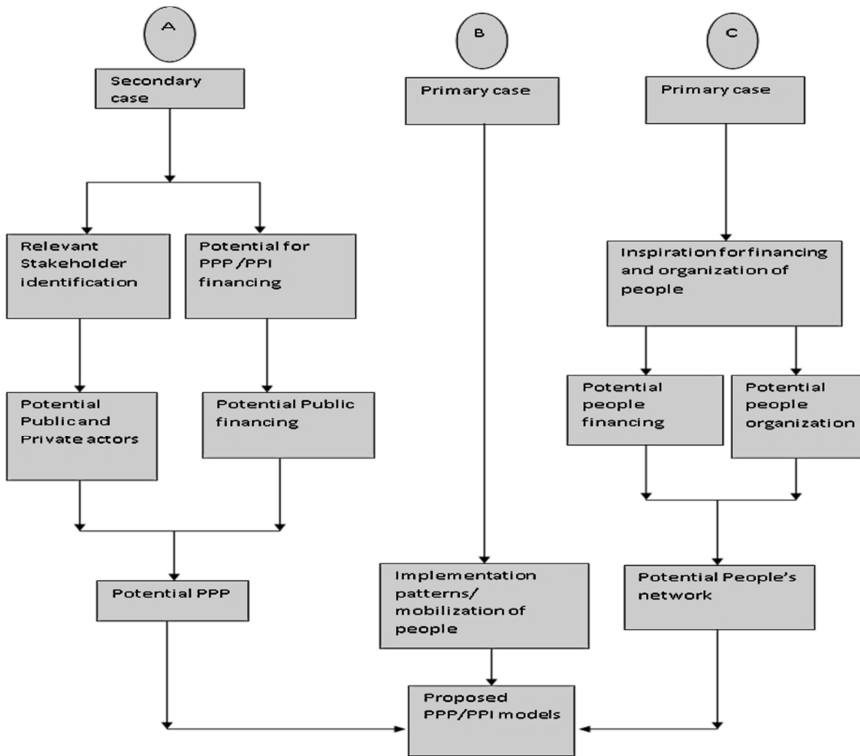 A
B
C
Secondary
case
Primary case
Primary case
Relevant
Stakeholder
identification
Potential for
PPP/PPI
financing
Inspiration for financing
and organization of
people
Potential
Public and
Private actors
Potential Public
financing
Potential
people
financing
Potential
people
organization
Potential PPP
Implementation
patterns/
mobilization of
people
Potential People's
network
Proposed
PPP/PPI models